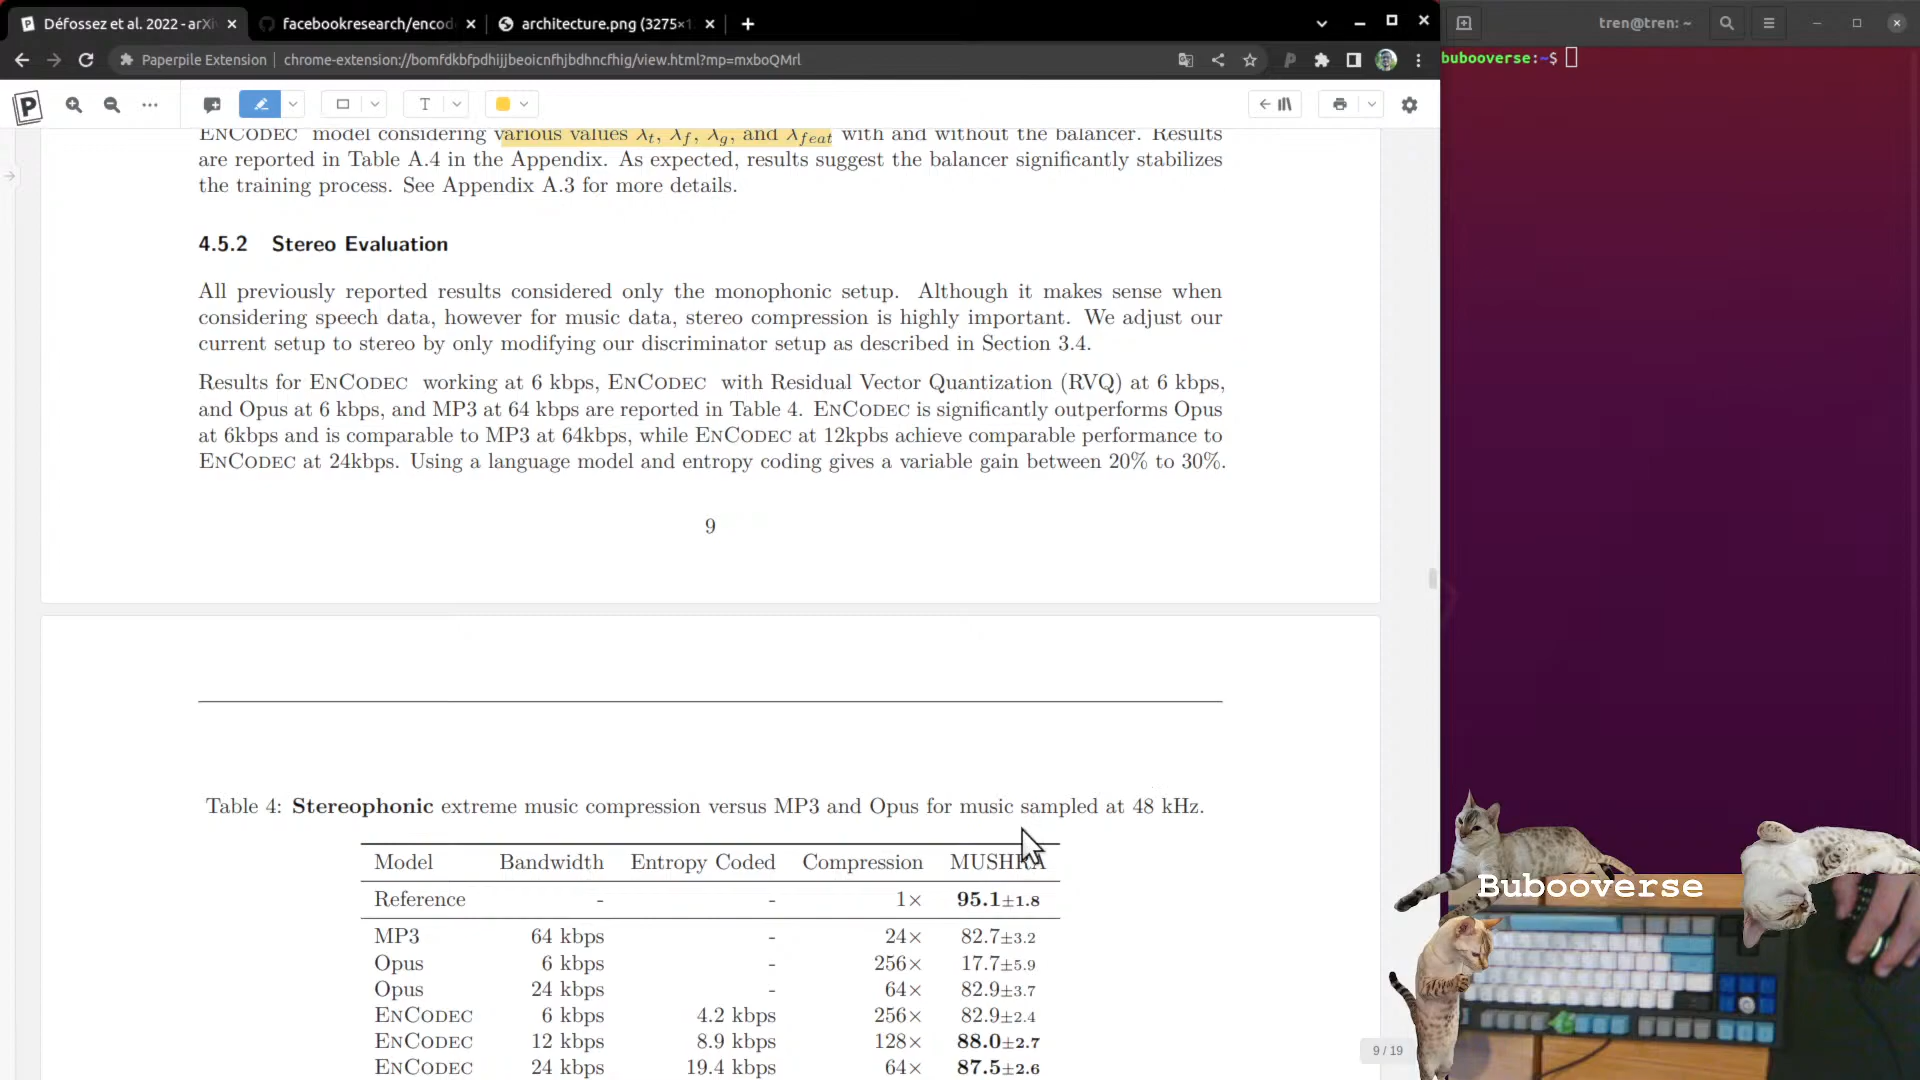 Défossez et al. 2022 - arXi
facebookresearch/encod
architecture.png (3275×1
tren@tren: ~
Paperpile Extension
chrome-extension://bomfdkbfpdhijjbeoicnfhjbdhncfhig/view.html?mp=mxboQMrl
bubooverse:~$
P
T
ENCODEC model considering various values λt, λf, λg, and λfeat with and without the balancer. Results
are reported in Table A.4 in the Appendix. As expected, results suggest the balancer significantly stabilizes
the training process. See Appendix A.3 for more details.
4.5.2 Stereo Evaluation
All previously reported results considered only the monophonic setup. Although it makes sense when
considering speech data, however for music data, stereo compression is highly important. We adjust our
current setup to stereo by only modifying our discriminator setup as described in Section 3.4.
Results for ENCODEC working at 6 kbps, ENCODEC with Residual Vector Quantization (RVQ) at 6 kbps,
and Opus at 6 kbps, and MP3 at 64 kbps are reported in Table 4. ENCODEC is significantly outperforms Opus
at 6kbps and is comparable to MP3 at 64kbps, while ENCODEC at 12kpbs achieve comparable performance to
ENCODEC at 24kbps. Using a language model and entropy coding gives a variable gain between 20% to 30%.
9
Table 4: Stereophonic extreme music compression versus MP3 and Opus for music sampled at 48 kHz.
Model Bandwidth Entropy Coded Compression MUSHRA
Reference - - 1× 95.1±1.8
MP3 64 kbps - 24× 82.7±3.2
Opus 6 kbps - 256× 17.7±5.9
Opus 24 kbps - 64× 82.9±3.7
ENCODEC 6 kbps 4.2 kbps 256× 82.9±2.4
ENCODEC 12 kbps 8.9 kbps 128× 88.0±2.7
ENCODEC 24 kbps 19.4 kbps 64× 87.5±2.6
9 / 19
Bubooverse